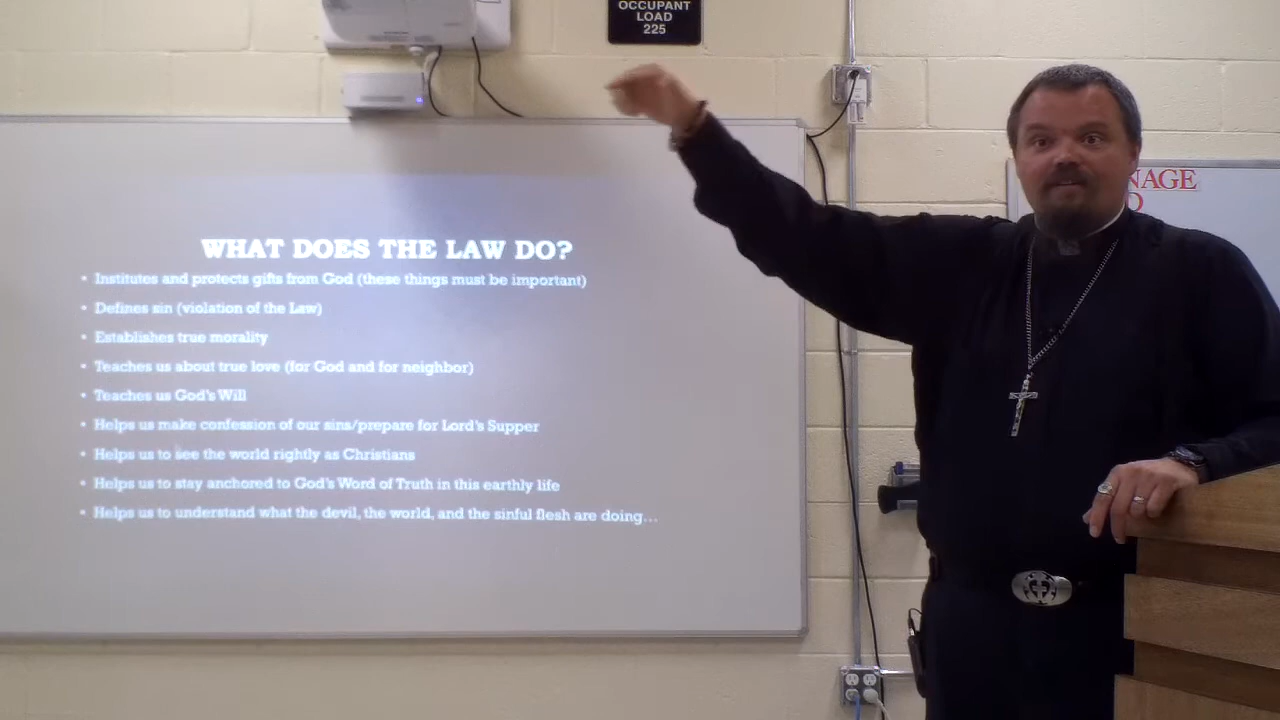 OCCUPANT
LOAD
225
NAGE
WHAT DOES THE LAW DO?
• Institutes and protects gifts from God (these things must be important)
• Defines sin (violation of the Law)
• Establishes true morality
• Teaches us about true love (for God and for neighbor)
• Teaches us God's Will
• Helps us make confession of our sins/prepare for Lord's Supper
• Helps us to see the world rightly as Christians
• Helps us to stay anchored to God's Word of Truth in this earthly life
• Helps us to understand what the devil, the world, and the sinful flesh are doing...